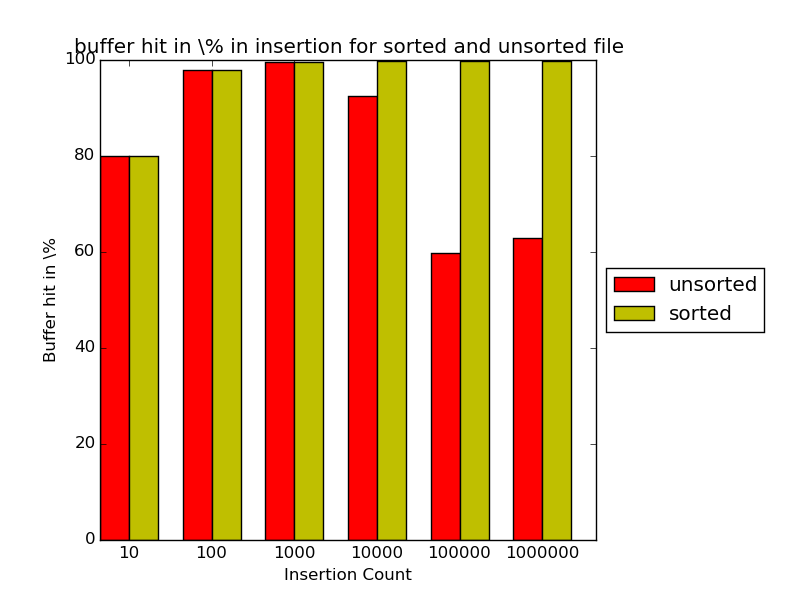 buffer hit in \% in insertion for sorted and unsorted file
100
80
60
40
20
0
Buffer hit in \%
10 100 1000 10000 100000 1000000
Insertion Count
unsorted
sorted